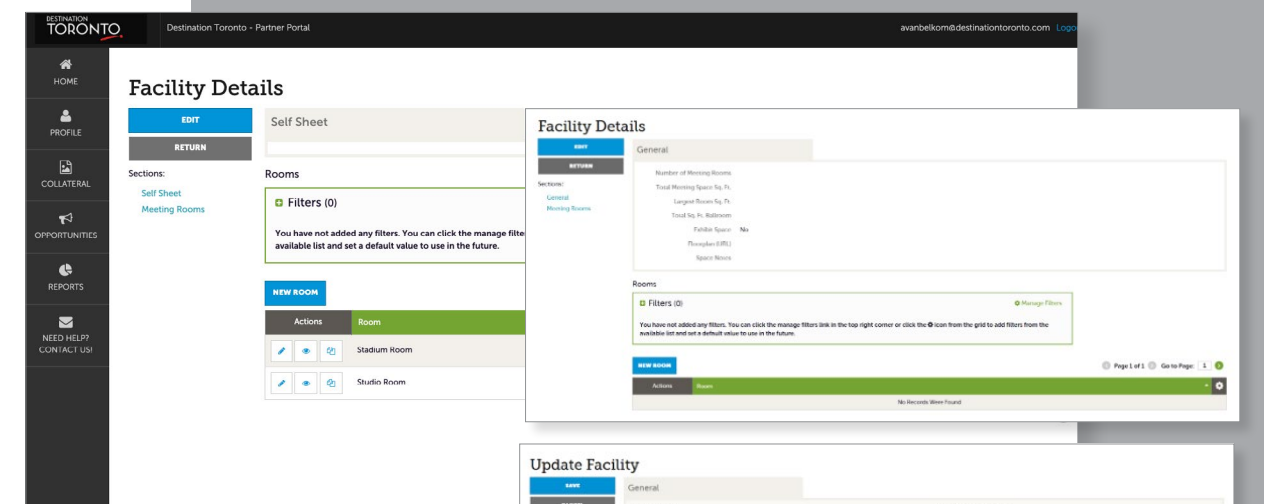 DESTINATION
TORONTO
Destination Toronto - Partner Portal
avanbelkom@destinationtoronto.com Logo
HOME
PROFILE
COLLATERAL
OPPORTUNITIES
REPORTS
NEED HELP?
CONTACT US!
Facility Details
EDIT
RETURN
Sections:
Self Sheet
Meeting Rooms
Self Sheet
Rooms
Filters (0)
You have not added any filters. You can click the manage filte
available list and set a default value to use in the future.
NEW ROOM
Actions Room
Stadium Room
Studio Room
Facility Details
EDIT
RETURN
Sections:
General
Meeting Rooms
General
Number of Meeting Rooms
Total Meeting Space Sq. Ft.
Largest Room Sq. Ft.
Total Sq. Ft. Ballroom
Exhibit Space No
Floorplan (URL)
Space Notes
Rooms
Filters (0)
Manage Filters
You have not added any filters. You can click the manage filters link in the top right corner or click the icon from the grid to add filters from the
available list and set a default value to use in the future.
NEW ROOM
Page 1 of 1 Go to Page: 1
Actions Room
No Records Were Found
Update Facility
SAVE
General